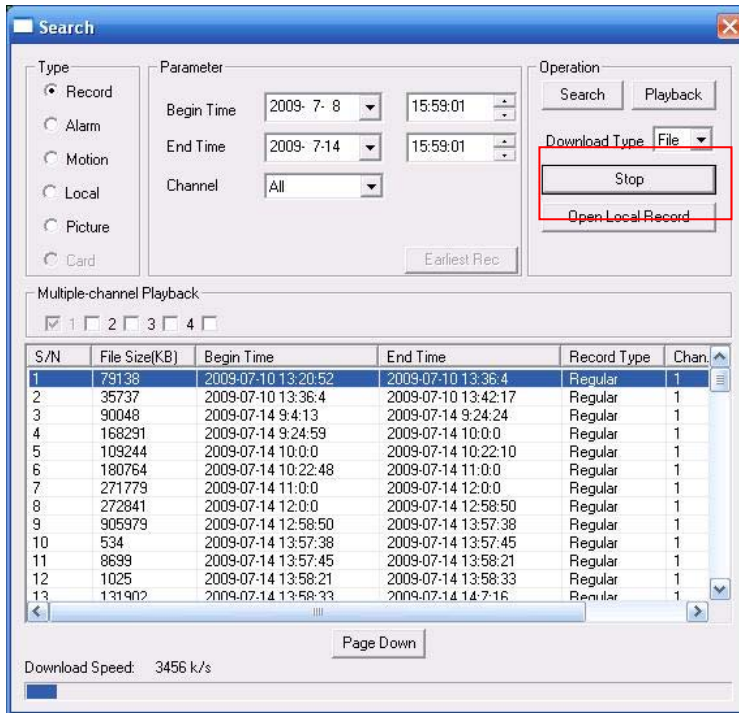 Search
Type
Parameter
Operation
Record
Begin Time 2009- 7- 8 15:59:01
Search Playback
Alarm
End Time 2009- 7-14 15:59:01
Download Type File
Motion
Channel All
Stop
Local
Open Local Record
Picture
Card
Earliest Rec
Multiple-channel Playback
1 2 3 4
S/N File Size(KB) Begin Time End Time Record Type Chan.
1 79138 2009-07-10 13:20:52 2009-07-10 13:36:4 Regular 1
2 35737 2009-07-10 13:36:4 2009-07-10 13:42:17 Regular 1
3 90048 2009-07-14 9:4:13 2009-07-14 9:24:24 Regular 1
4 168291 2009-07-14 9:24:59 2009-07-14 10:0:0 Regular 1
5 109244 2009-07-14 10:0:0 2009-07-14 10:22:10 Regular 1
6 180764 2009-07-14 10:22:48 2009-07-14 11:0:0 Regular 1
7 271779 2009-07-14 11:0:0 2009-07-14 12:0:0 Regular 1
8 272841 2009-07-14 12:0:0 2009-07-14 12:58:50 Regular 1
9 905979 2009-07-14 12:58:50 2009-07-14 13:57:38 Regular 1
10 534 2009-07-14 13:57:38 2009-07-14 13:57:45 Regular 1
11 8699 2009-07-14 13:57:45 2009-07-14 13:58:21 Regular 1
12 1025 2009-07-14 13:58:21 2009-07-14 13:58:33 Regular 1
13 131902 2009-07-14 13:58:33 2009-07-14 14:7:16 Regular 1
Page Down
Download Speed: 3456 k/s